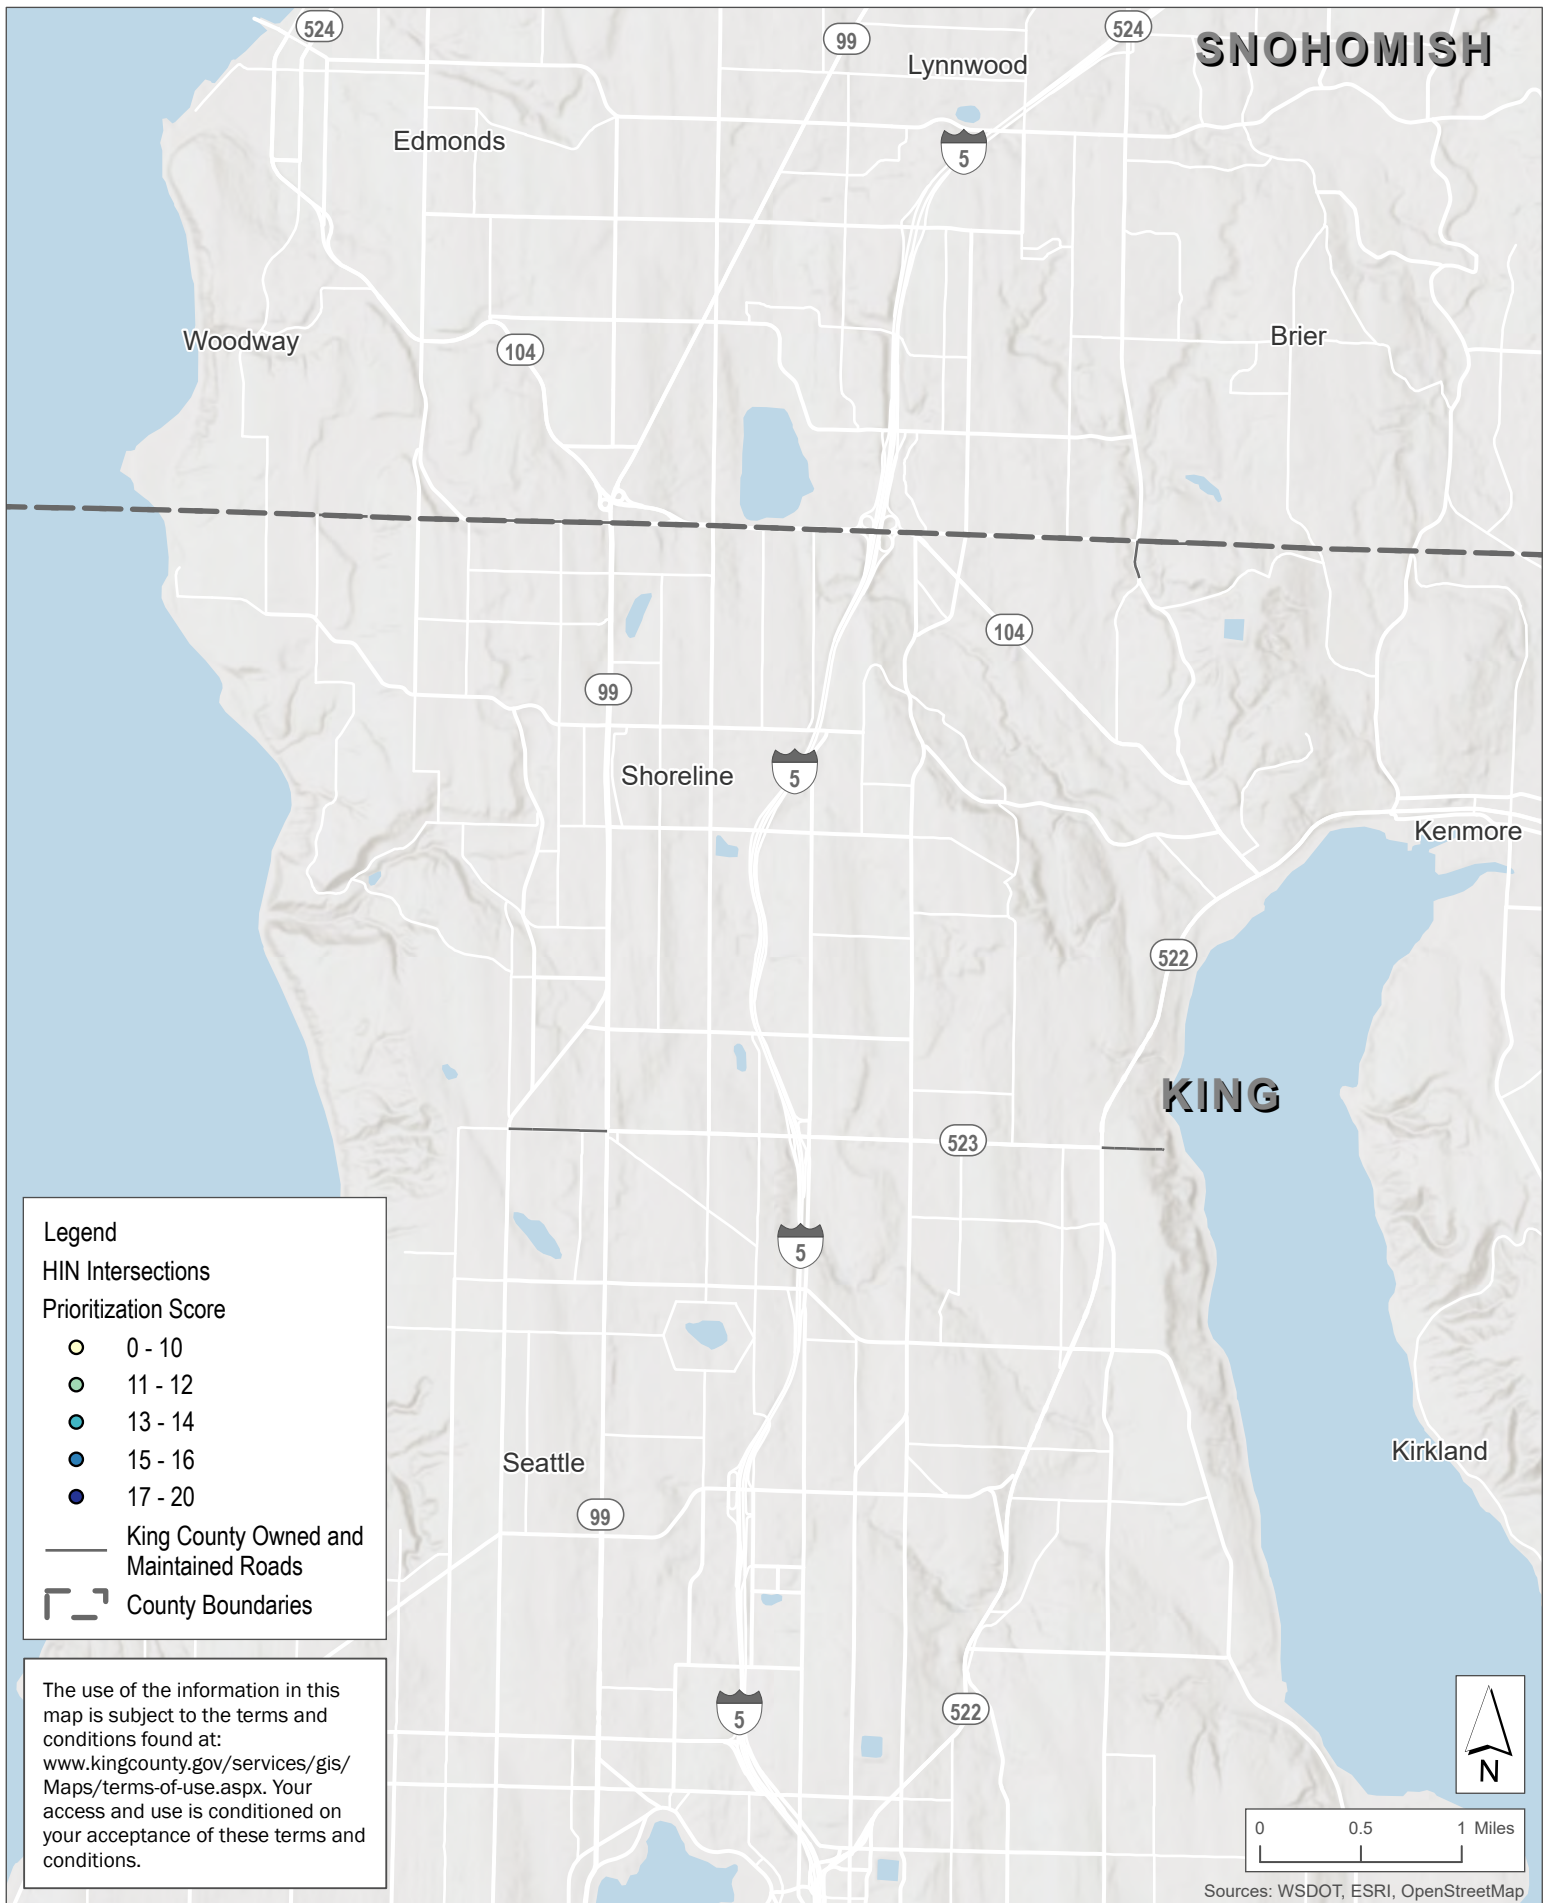 524
99
524
SNOHOMISH
Lynnwood
Edmonds
5
Woodway
104
Brier
104
99
Shoreline
5
Kenmore
522
KING
523
5
Legend
HIN Intersections
Prioritization Score
0 - 10
11 - 12
13 - 14
15 - 16
17 - 20
King County Owned and
Maintained Roads
County Boundaries
Seattle
Kirkland
99
The use of the information in this
map is subject to the terms and
conditions found at:
www.kingcounty.gov/services/gis/
Maps/terms-of-use.aspx. Your
access and use is conditioned on
your acceptance of these terms and
conditions.
5
522
N
0 0.5 1 Miles
Sources: WSDOT, ESRI, OpenStreetMap